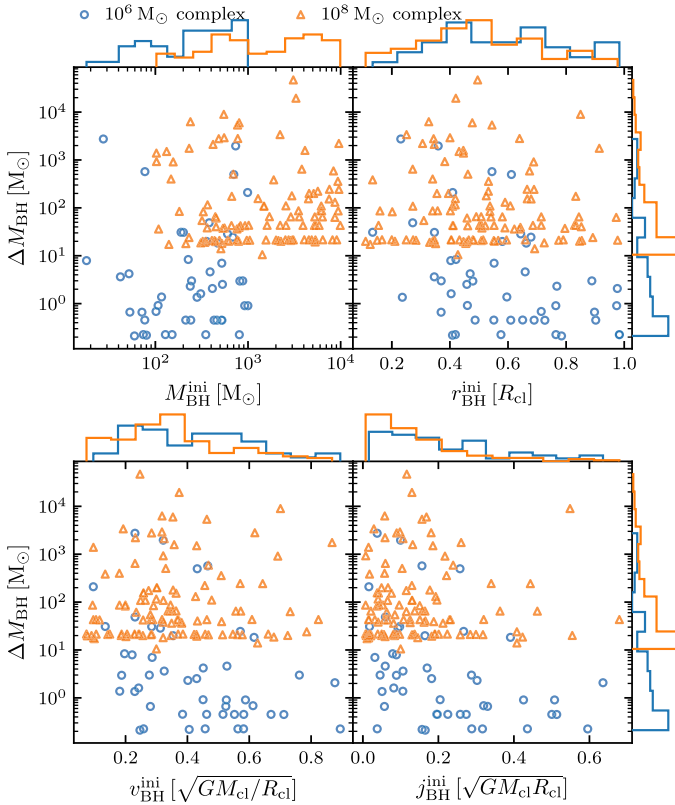 10⁶ M⊙ complex 10⁸ M⊙ complex
10⁴
10³
10²
10¹
10⁰
ΔM_BH [M⊙]
10² 10³ 10⁴
M_BH^ini [M⊙]
0.2 0.4 0.6 0.8 1.0
r_BH^ini [R_cl]
10⁴
10³
10²
10¹
10⁰
ΔM_BH [M⊙]
0.2 0.4 0.6 0.8
v_BH^ini [√GM_cl/R_cl]
0.0 0.2 0.4 0.6
j_BH^ini [√GM_clR_cl]